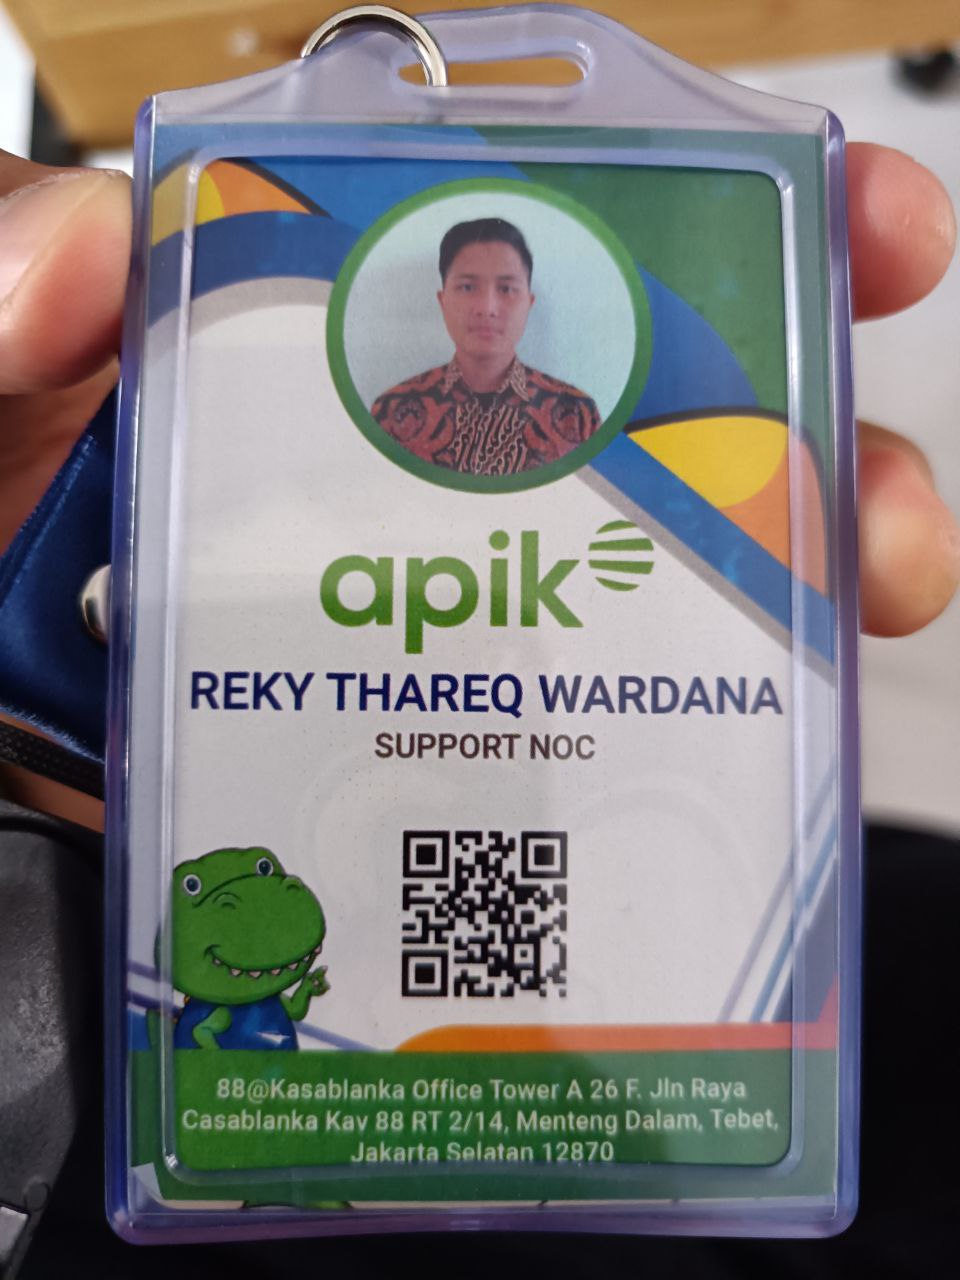 apik
REKY THAREQ WARDANA
SUPPORT NOC
88@Kasablanka Office Tower A 26 F. Jln Raya
Casablanka Kav 88 RT 2/14, Menteng Dalam, Tebet,
Jakarta Selatan 12870